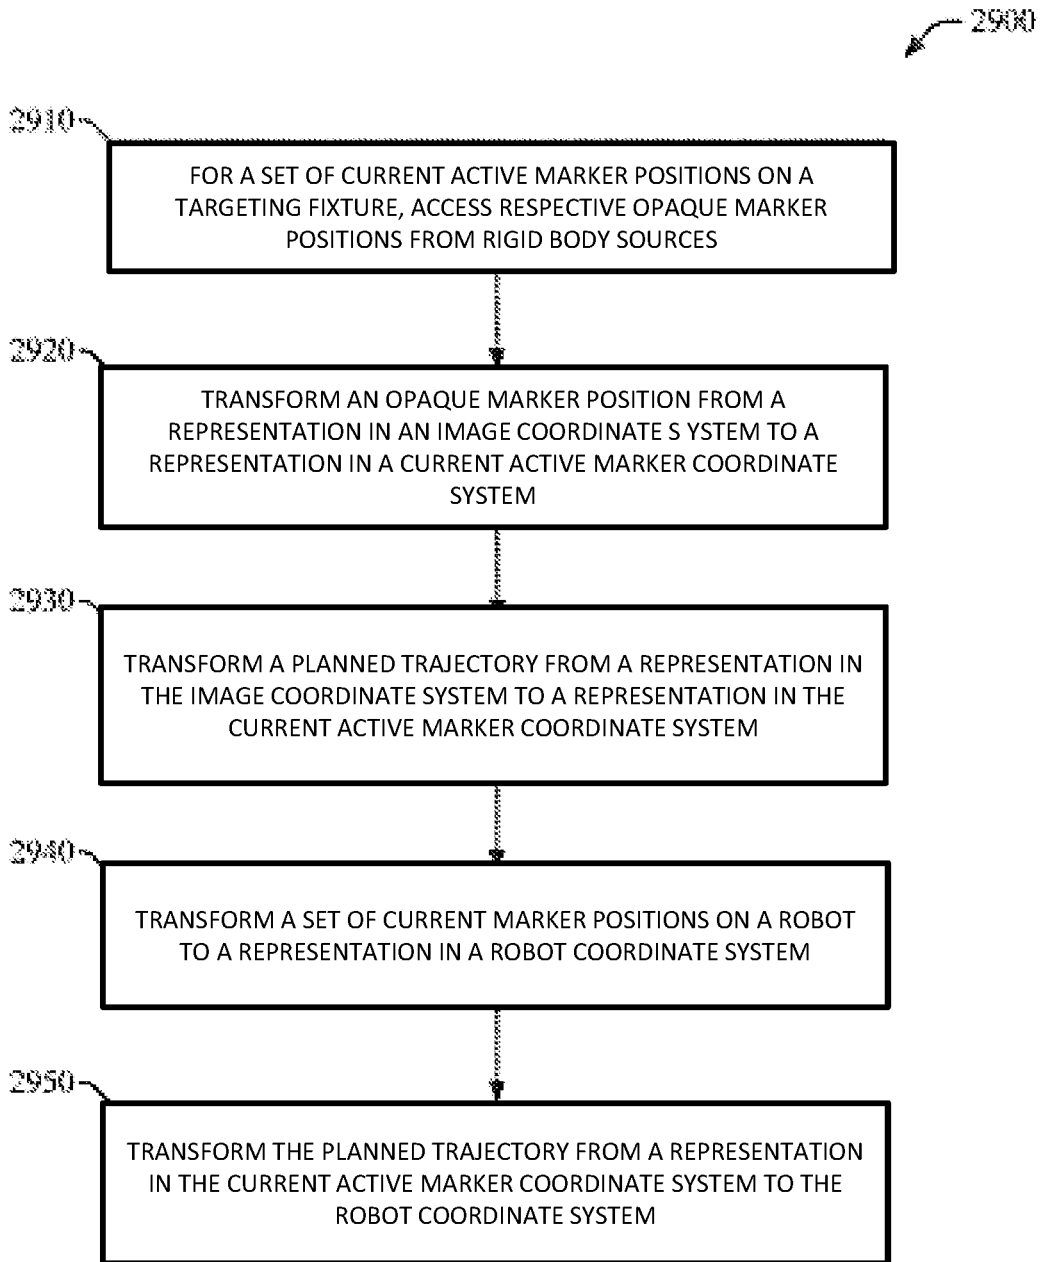 2900
2910
FOR A SET OF CURRENT ACTIVE MARKER POSITIONS ON A
TARGETING FIXTURE, ACCESS RESPECTIVE OPAQUE MARKER
POSITIONS FROM RIGID BODY SOURCES
2920
TRANSFORM AN OPAQUE MARKER POSITION FROM A
REPRESENTATION IN AN IMAGE COORDINATE S YSTEM TO A
REPRESENTATION IN A CURRENT ACTIVE MARKER COORDINATE
SYSTEM
2930
TRANSFORM A PLANNED TRAJECTORY FROM A REPRESENTATION IN
THE IMAGE COORDINATE SYSTEM TO A REPRESENTATION IN THE
CURRENT ACTIVE MARKER COORDINATE SYSTEM
2940
TRANSFORM A SET OF CURRENT MARKER POSITIONS ON A ROBOT
TO A REPRESENTATION IN A ROBOT COORDINATE SYSTEM
2950
TRANSFORM THE PLANNED TRAJECTORY FROM A REPRESENTATION
IN THE CURRENT ACTIVE MARKER COORDINATE SYSTEM TO THE
ROBOT COORDINATE SYSTEM